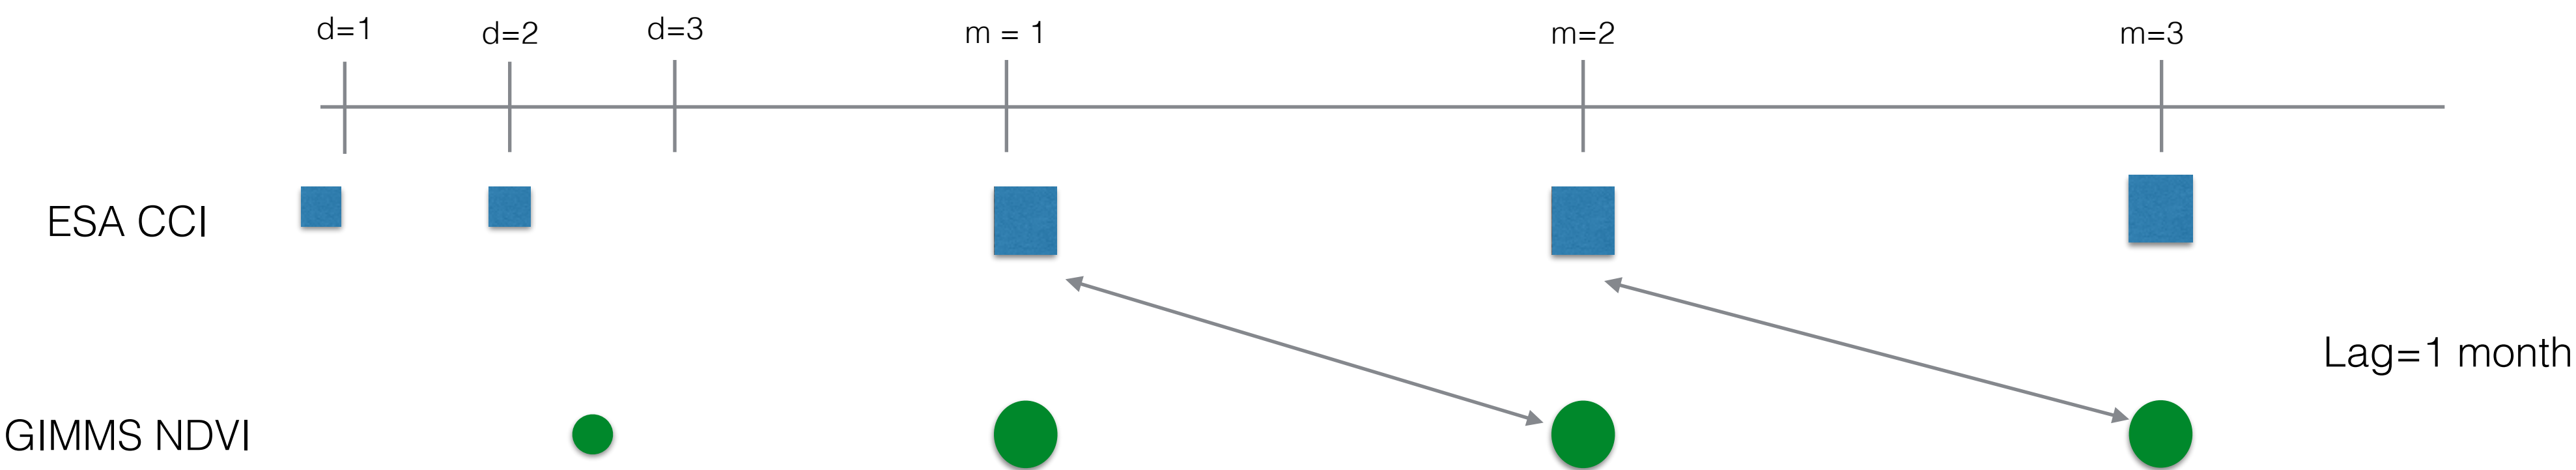 d=1
d=2
d=3
m = 1
m=2
m=3
ESA CCI
Lag=1 month
GIMMS NDVI